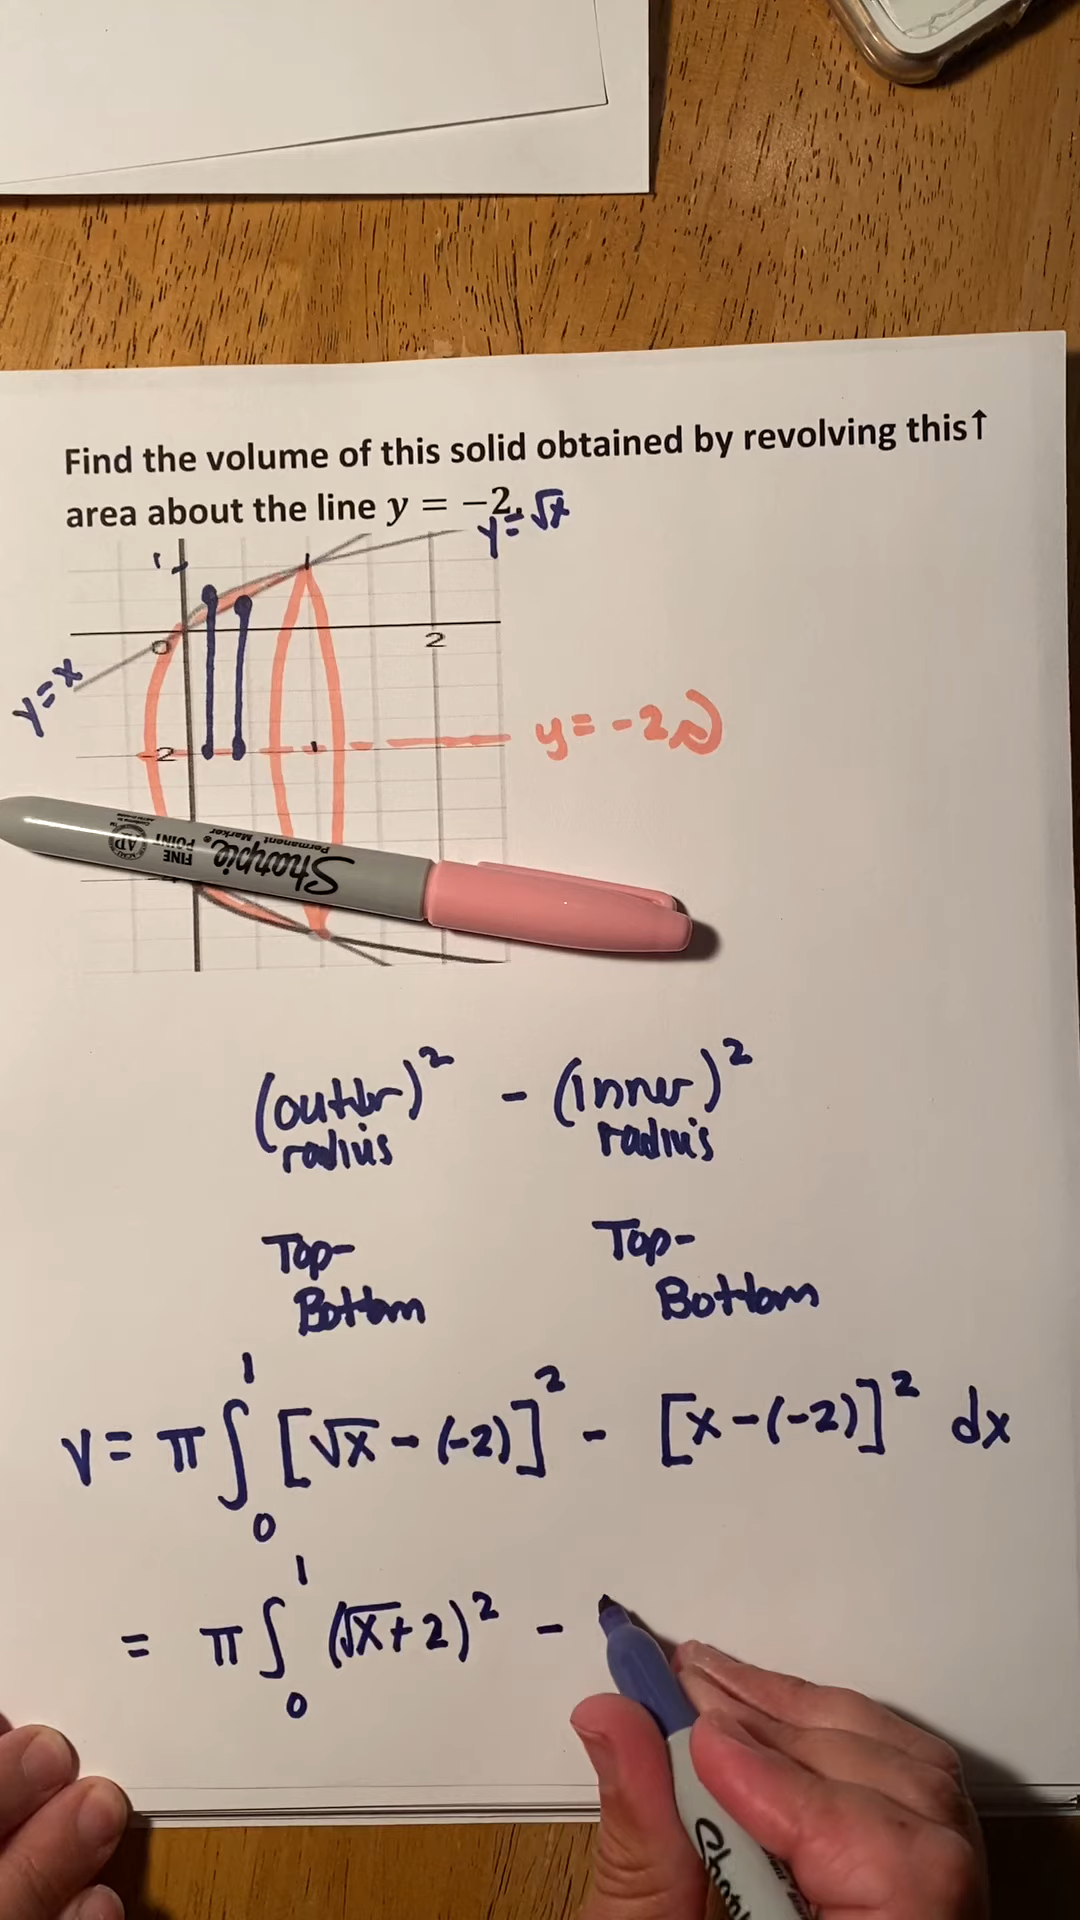 Find the volume of this solid obtained by revolving this↑
area about the line y = −2.
y=√x
1
0
2
y=x
-2
y=-2
Sharpie®
FINE POINT
Permanent Marker
AP
(outer)² - (inner)²
radius radius
Top- Top-
Bottom Bottom
V= π∫₀¹ [√x-(-2)]² - [x-(-2)]² dx
= π∫₀¹ (√x+2)² -